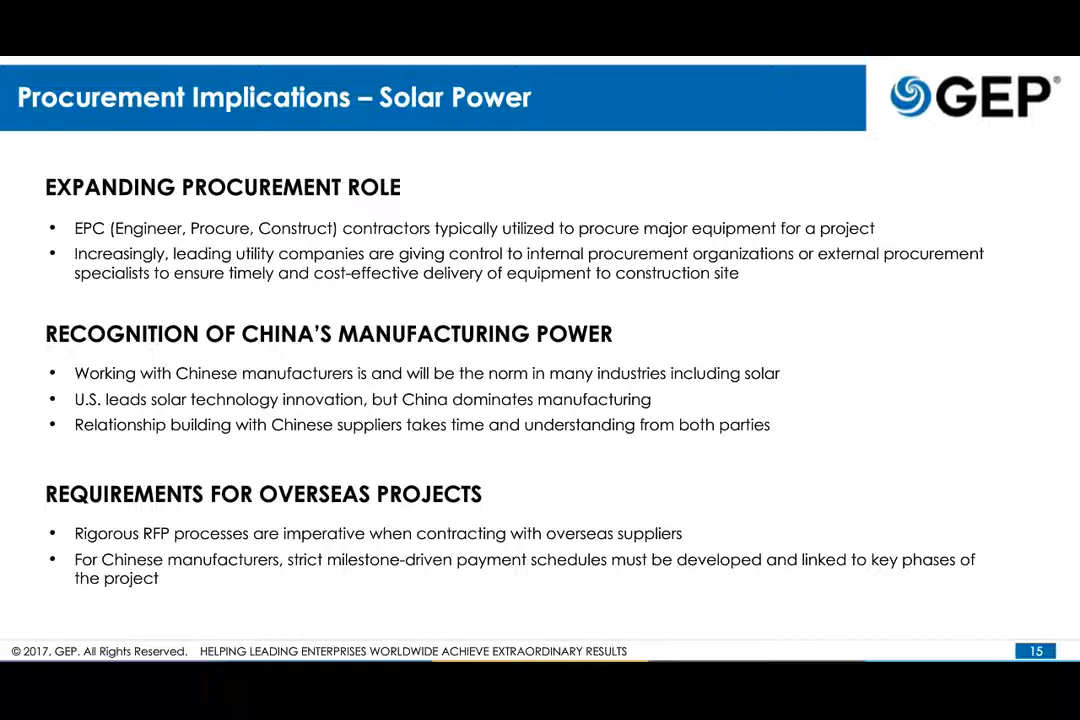 Procurement Implications – Solar Power
GEP®
EXPANDING PROCUREMENT ROLE
• EPC (Engineer, Procure, Construct) contractors typically utilized to procure major equipment for a project
• Increasingly, leading utility companies are giving control to internal procurement organizations or external procurement
specialists to ensure timely and cost-effective delivery of equipment to construction site
RECOGNITION OF CHINA’S MANUFACTURING POWER
• Working with Chinese manufacturers is and will be the norm in many industries including solar
• U.S. leads solar technology innovation, but China dominates manufacturing
• Relationship building with Chinese suppliers takes time and understanding from both parties
REQUIREMENTS FOR OVERSEAS PROJECTS
• Rigorous RFP processes are imperative when contracting with overseas suppliers
• For Chinese manufacturers, strict milestone-driven payment schedules must be developed and linked to key phases of
the project
© 2017, GEP. All Rights Reserved. HELPING LEADING ENTERPRISES WORLDWIDE ACHIEVE EXTRAORDINARY RESULTS
15